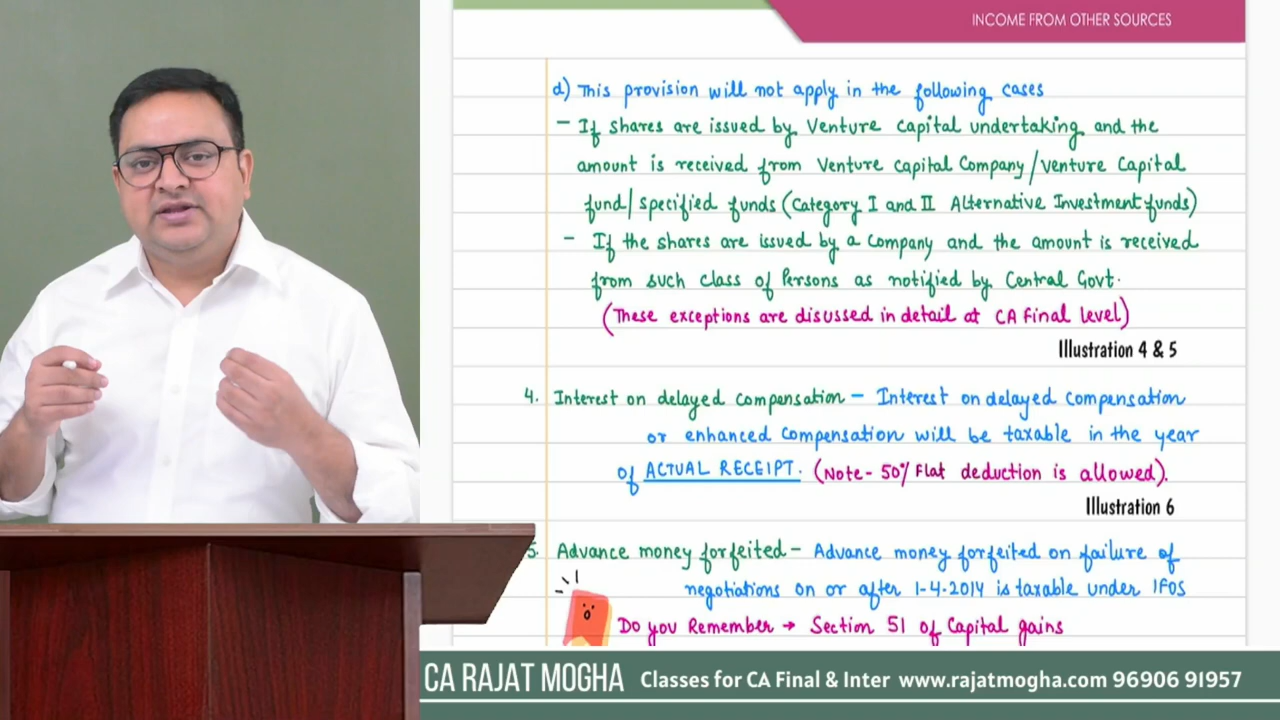 INCOME FROM OTHER SOURCES
d) This provision will not apply in the following cases
- If shares are issued by Venture capital undertaking and the
amount is received from Venture capital Company/Venture Capital
fund/specified funds (Category I and II Alternative Investment funds)
- If the shares are issued by a Company and the amount is received
from such class of Persons as notified by Central Govt.
(These exceptions are disussed in detail at CA Final level)
Illustration 4 & 5
4. Interest on delayed compensation - Interest on delayed compensation
or enhanced compensation will be taxable in the year
of ACTUAL RECEIPT. (Note- 50% Flat deduction is allowed).
Illustration 6
5. Advance money forfeited - Advance money forfeited on failure of
negotiations on or after 1-4-2014 is taxable under IFOS
Do you Remember → Section 51 of Capital gains
CA RAJAT MOGHA Classes for CA Final & Inter www.rajatmogha.com 96906 91957